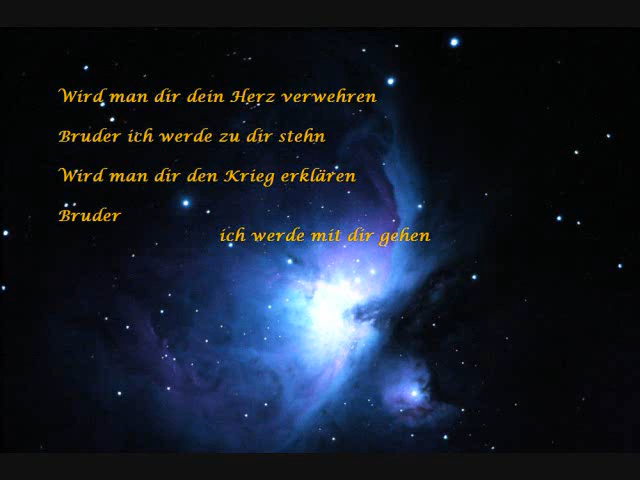 Wird man dir dein Herz verwehren
Bruder ich werde zu dir stehn
Wird man dir den Krieg erklären
Bruder
ich werde mit dir gehen